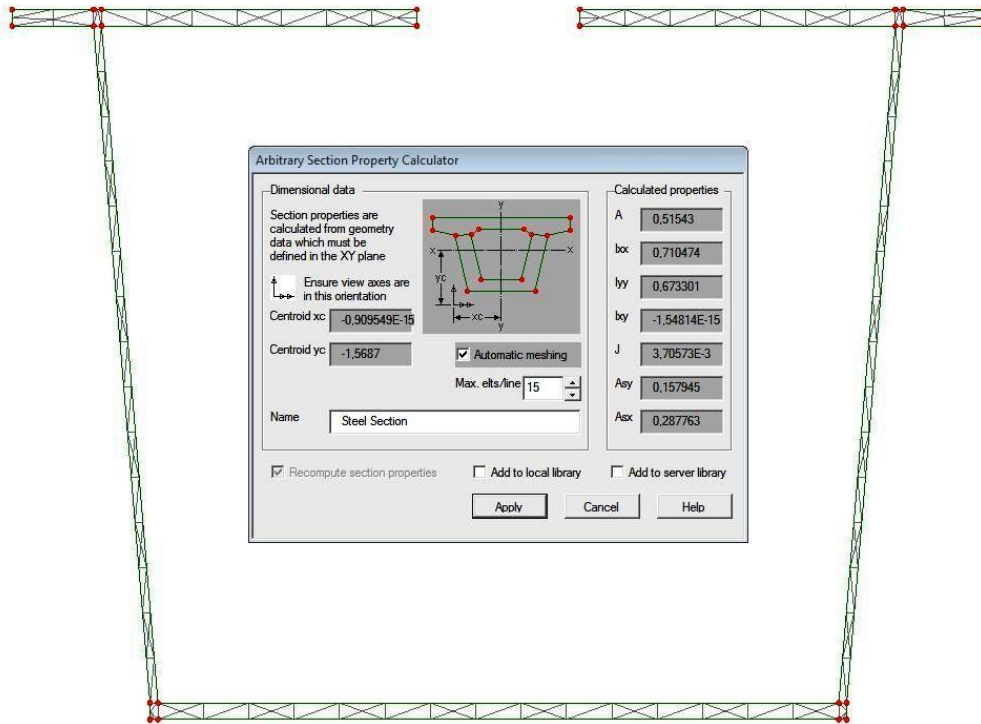 Arbitrary Section Property Calculator
Dimensional data
Section properties are
calculated from geometry
data which must be
defined in the XY plane
Ensure view axes are
in this orientation
Centroid xc -0,909549E-15
Centroid yc -1,5687
y
x x
yc
xc
y
Automatic meshing
Max. elts/line 15
Name Steel Section
Calculated properties
A 0,51543
Ixx 0,710474
Iyy 0,673301
Ixy -1,54814E-15
J 3,70573E-3
Asy 0,157945
Asx 0,287763
Recompute section properties
Add to local library
Add to server library
Apply
Cancel
Help